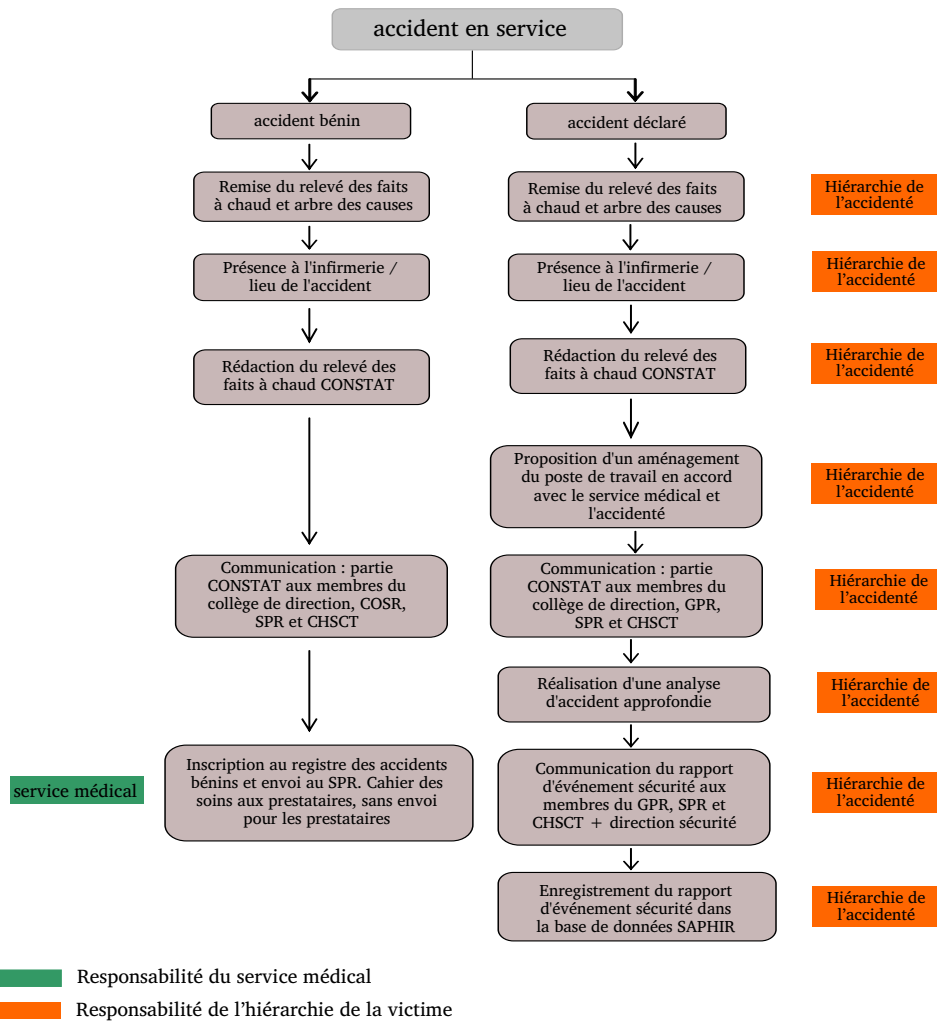 accident en service
accident bénin
accident déclaré
Remise du relevé des faits
à chaud et arbre des causes
Remise du relevé des faits
à chaud et arbre des causes
Hiérarchie de
l'accidenté
Présence à l'infirmerie /
lieu de l'accident
Présence à l'infirmerie /
lieu de l'accident
Hiérarchie de
l'accidenté
Rédaction du relevé des
faits à chaud CONSTAT
Rédaction du relevé des
faits à chaud CONSTAT
Hiérarchie de
l'accidenté
Proposition d'un aménagement
du poste de travail en accord
avec le service médical et
l'accidenté
Hiérarchie de
l'accidenté
Communication : partie
CONSTAT aux membres du
collège de direction, COSR,
SPR et CHSCT
Communication : partie
CONSTAT aux membres du
collège de direction, GPR,
SPR et CHSCT
Hiérarchie de
l'accidenté
Réalisation d'une analyse
d'accident approfondie
Hiérarchie de
l'accidenté
service médical
Inscription au registre des accidents
bénins et envoi au SPR. Cahier des
soins aux prestataires, sans envoi
pour les prestataires
Communication du rapport
d'événement sécurité aux
membres du GPR, SPR et
CHSCT + direction sécurité
Hiérarchie de
l'accidenté
Enregistrement du rapport
d'événement sécurité dans
la base de données SAPHIR
Hiérarchie de
l'accidenté
Responsabilité du service médical
Responsabilité de l'hiérarchie de la victime